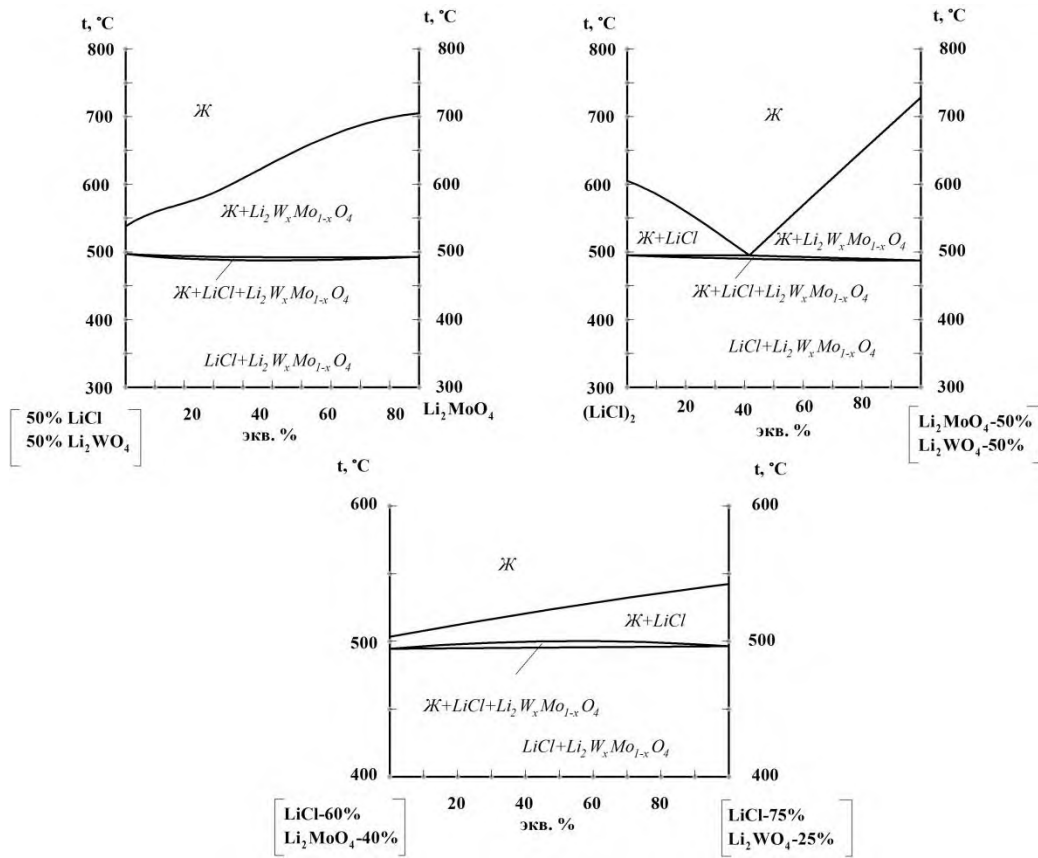 t, °C
t, °C
800
800
700
700
600
600
500
500
400
400
300
300
Ж
Ж+Li₂WₓMo₁₋ₓO₄
Ж+LiCl+Li₂WₓMo₁₋ₓO₄
LiCl+Li₂WₓMo₁₋ₓO₄
20 40 60 80
экв. %
50% LiCl
50% Li₂WO₄
Li₂MoO₄
t, °C
t, °C
800
800
700
700
600
600
500
500
400
400
300
300
Ж
Ж+LiCl
Ж+Li₂WₓMo₁₋ₓO₄
Ж+LiCl+Li₂WₓMo₁₋ₓO₄
LiCl+Li₂WₓMo₁₋ₓO₄
20 40 60 80
экв. %
(LiCl)₂
Li₂MoO₄-50%
Li₂WO₄-50%
t, °C
t, °C
600
600
500
500
400
400
Ж
Ж+LiCl
Ж+LiCl+Li₂WₓMo₁₋ₓO₄
LiCl+Li₂WₓMo₁₋ₓO₄
20 40 60 80
экв. %
LiCl-60%
Li₂MoO₄-40%
LiCl-75%
Li₂WO₄-25%